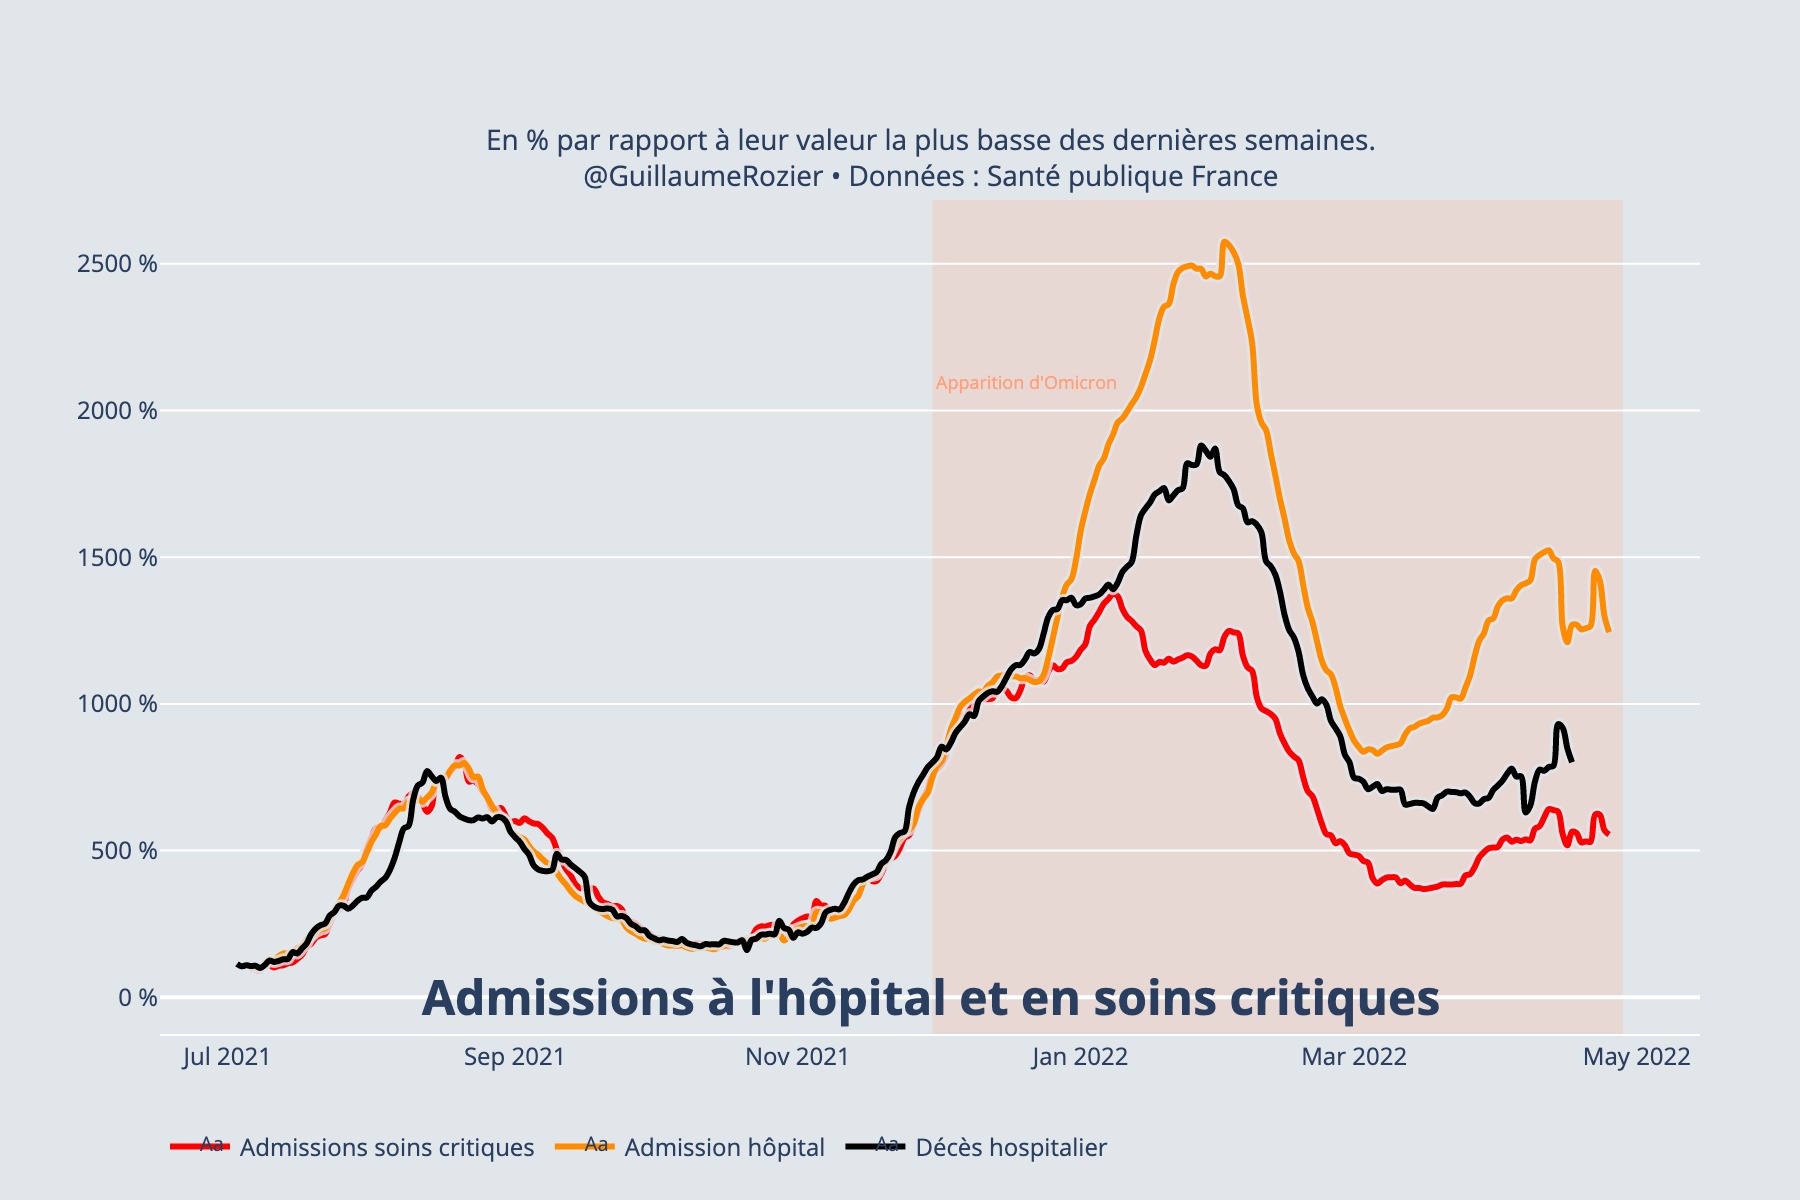 En % par rapport à leur valeur la plus basse des dernières semaines.
@GuillaumeRozier • Données : Santé publique France
2500 %
Apparition d'Omicron
2000 %
1500 %
1000 %
500 %
0 %
Admissions à l'hôpital et en soins critiques
Jul 2021 Sep 2021 Nov 2021 Jan 2022 Mar 2022 May 2022
Aa Admissions soins critiques Aa Admission hôpital Aa Décès hospitalier